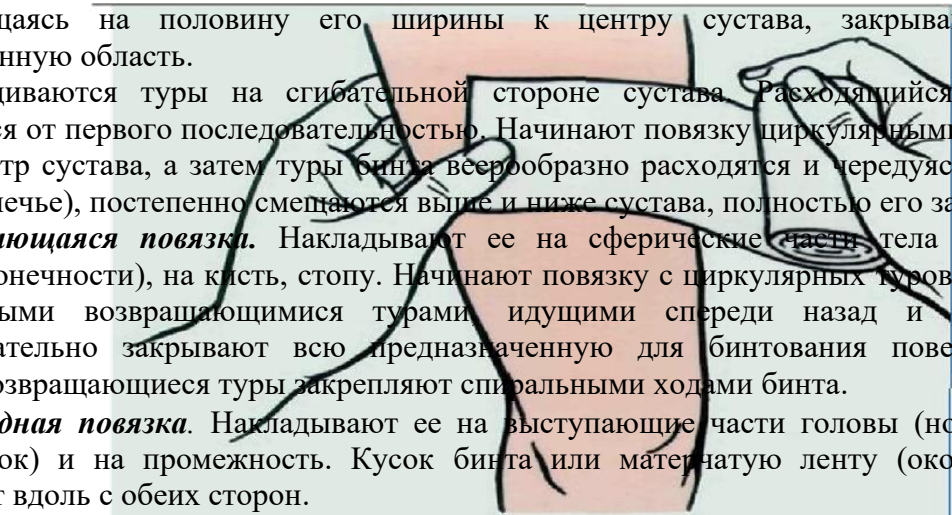 щаясь на половину его ширины к центру сустава, закрыва
нную область.
циваются туры на сгибательной стороне сустава. Расходящийся
ся от первого последовательностью. Начинают повязку циркулярными
тр сустава, а затем туры бинта веерообразно расходятся и чередуяс
лечье), постепенно смещаются выше и ниже сустава, полностью его за
ающаяся повязка. Накладывают ее на сферические части тела
онечности), на кисть, стопу. Начинают повязку с циркулярных туров
ыми возвращающимися турами, идущими спереди назад и
ательно закрывают всю предназначенную для бинтования пове
озвращающиеся туры закрепляют спиральными ходами бинта.
дная повязка. Накладывают ее на выступающие части головы (но
ок) и на промежность. Кусок бинта или матерчатую ленту (око
т вдоль с обеих сторон.